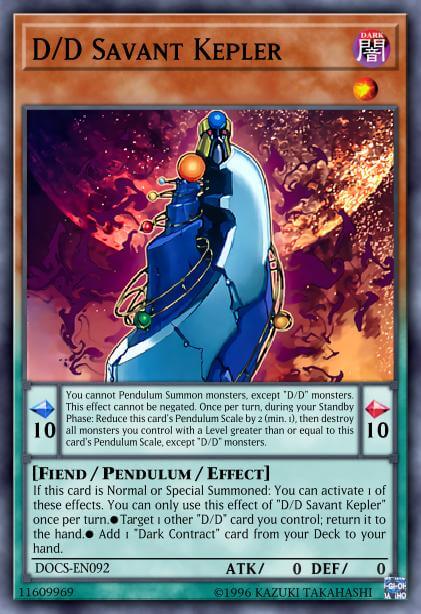 D/D Savant Kepler
DARK
闇
You cannot Pendulum Summon monsters, except "D/D" monsters.
This effect cannot be negated. Once per turn, during your Standby
Phase: Reduce this card's Pendulum Scale by 2 (min. 1), then destroy
all monsters you control with a Level greater than or equal to this
card's Pendulum Scale, except "D/D" monsters.
10
10
[Fiend / Pendulum / Effect]
If this card is Normal or Special Summoned: You can activate 1 of
these effects. You can only use this effect of "D/D Savant Kepler"
once per turn.●Target 1 other "D/D" card you control; return it to
the hand.● Add 1 "Dark Contract" card from your Deck to your
hand.
DOCS-EN092
ATK/ 0 DEF/ 0
11609969
©1996 KAZUKI TAKAHASHI